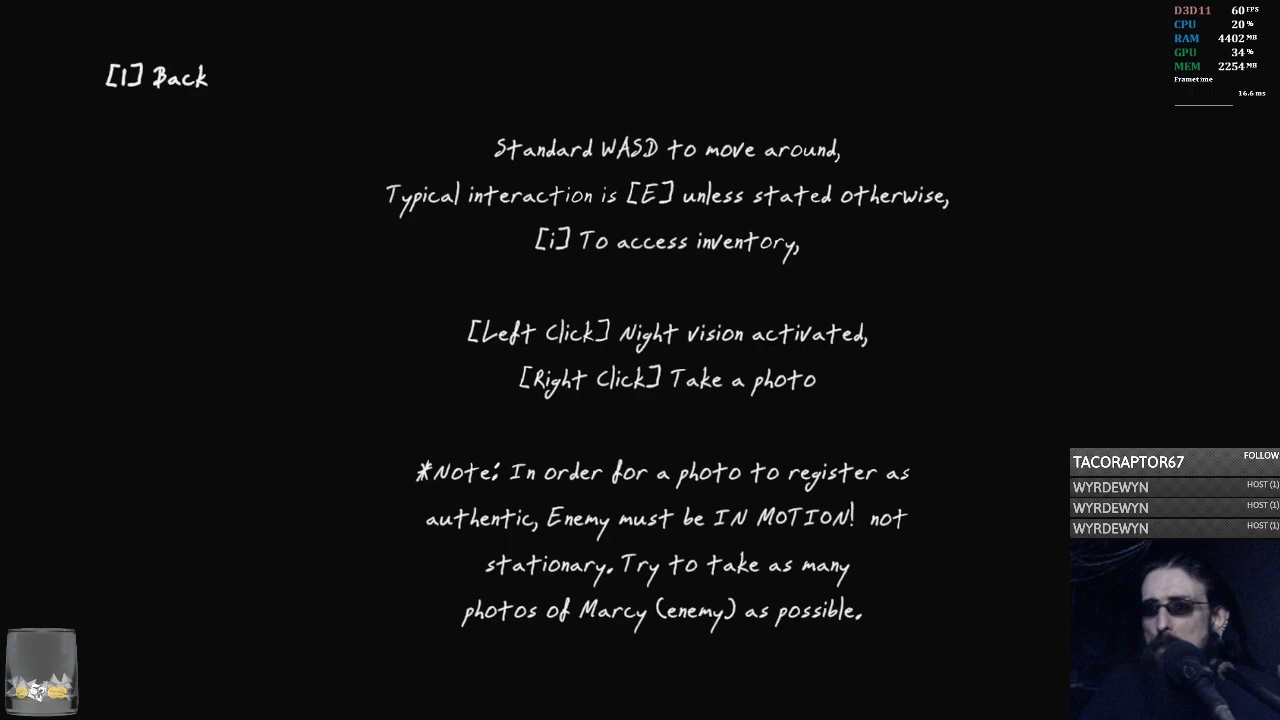 [1] Back
Standard WASD to move around,
Typical interaction is [E] unless stated otherwise,
[i] To access inventory,
[Left Click] Night vision activated,
[Right Click] Take a photo
*Note: In order for a photo to register as
authentic, Enemy must be IN MOTION! not
stationary. Try to take as many
photos of Marcy (enemy) as possible.
D3D11 60 FPS
CPU 20 %
RAM 4402 MB
GPU 34 %
MEM 2254 MB
Frametime
16.6 ms
TACORAPTOR67 FOLLOW
WYRDEWYN HOST (1)
WYRDEWYN HOST (1)
WYRDEWYN HOST (1)